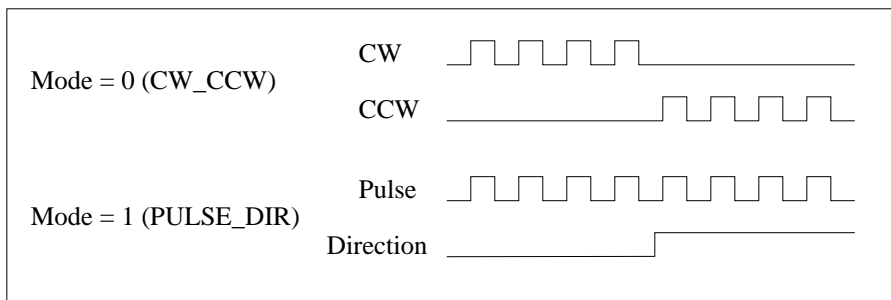 CW
Mode = 0 (CW_CCW)
CCW
Pulse
Mode = 1 (PULSE_DIR)
Direction